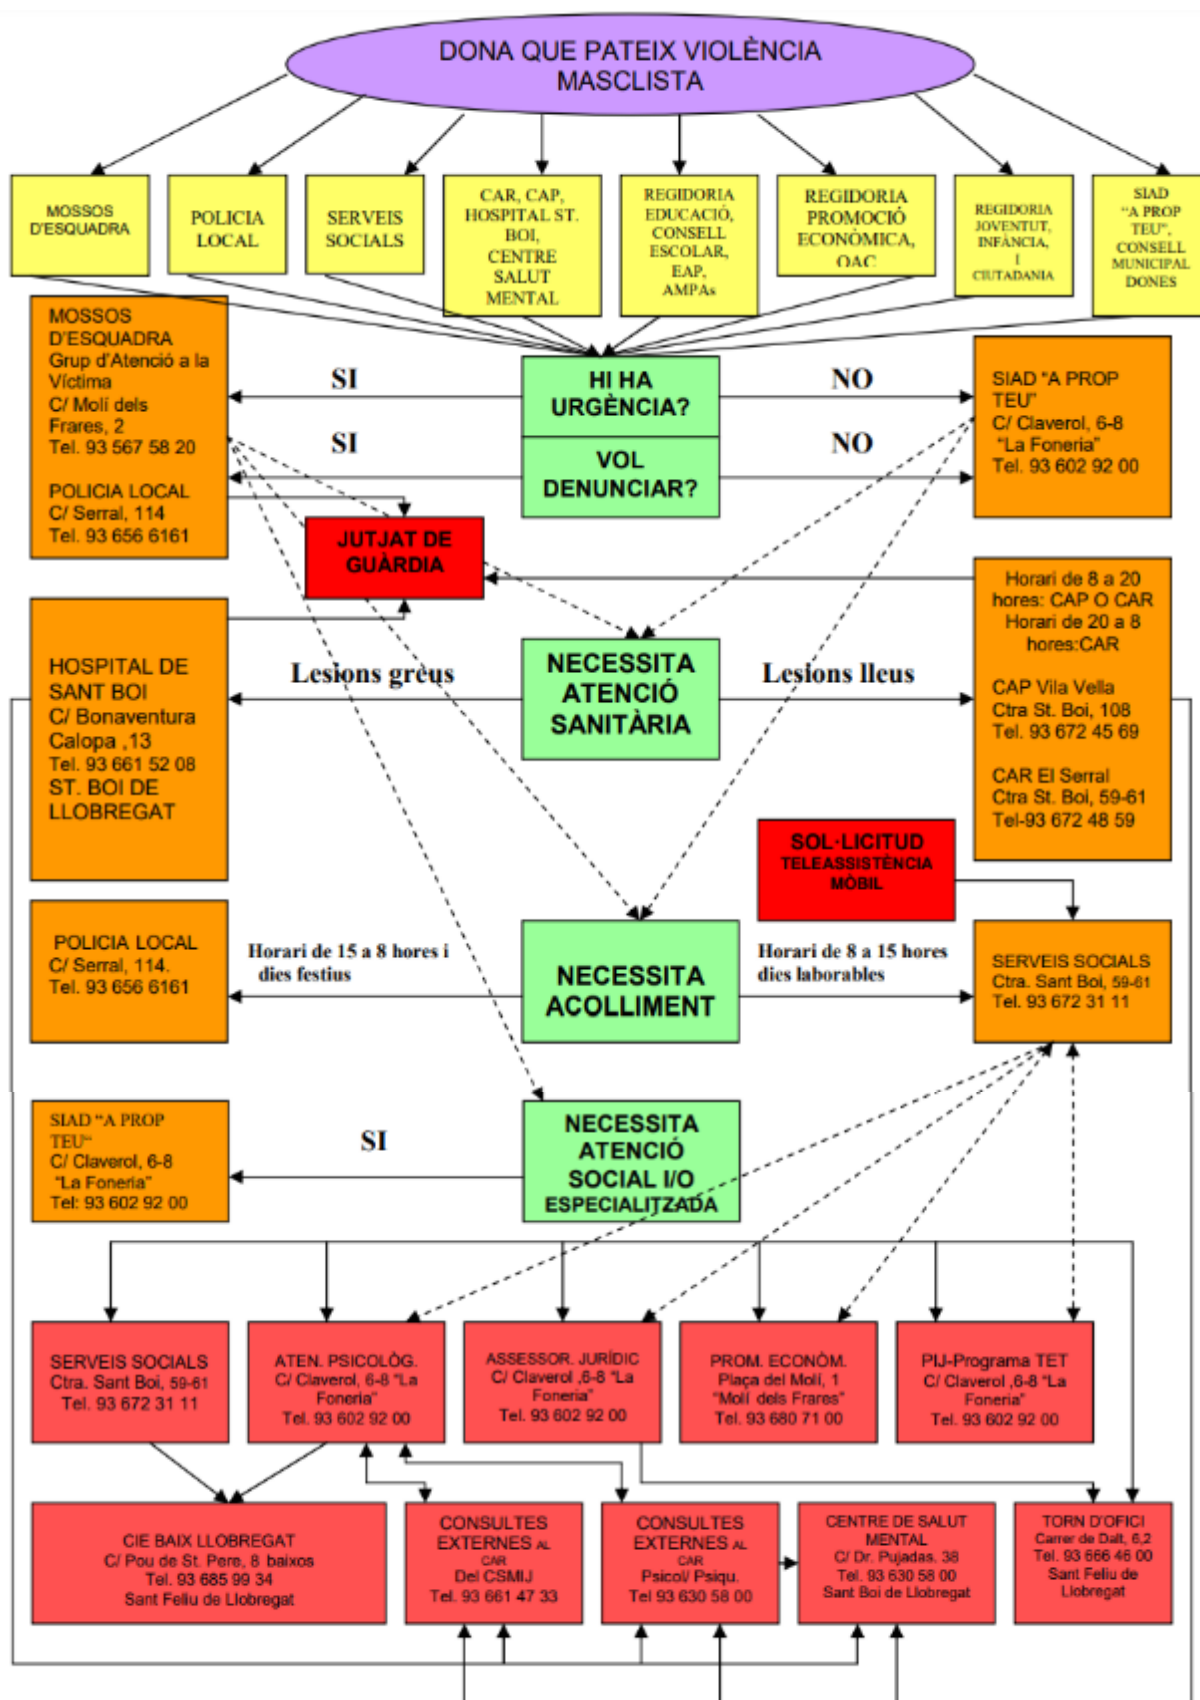 DONA QUE PATEIX VIOLÈNCIA
MASCLISTA
MOSSOS
D'ESQUADRA
POLICIA
LOCAL
SERVEIS
SOCIALS
CAR, CAP,
HOSPITAL ST.
BOI,
CENTRE
SALUT
MENTAL
REGIDORIA
EDUCACIÓ,
CONSELL
ESCOLAR,
EAP,
AMPAs
REGIDORIA
PROMOCIÓ
ECONÒMICA,
OAC
REGIDORIA
JOVENTUT,
INFÀNCIA,
I
CIUTADANIA
SIAD
"A PROP
TEU",
CONSELL
MUNICIPAL
DONES
MOSSOS
D'ESQUADRA
Grup d'Atenció a la
Víctima
C/ Molí dels
Frares, 2
Tel. 93 567 58 20
POLICIA LOCAL
C/ Serral, 114
Tel. 93 656 6161
SI
HI HA
URGÈNCIA?
NO
SI
VOL
DENUNCIAR?
NO
SIAD "A PROP
TEU"
C/ Claverol, 6-8
"La Foneria"
Tel. 93 602 92 00
JUTJAT DE
GUÀRDIA
HOSPITAL DE
SANT BOI
C/ Bonaventura
Calopa ,13
Tel. 93 661 52 08
ST. BOI DE
LLOBREGAT
Lesions greus
NECESSITA
ATENCIÓ
SANITÀRIA
Lesions lleus
Horari de 8 a 20
hores: CAP O CAR
Horari de 20 a 8
hores:CAR
CAP Vila Vella
Ctra St. Boi, 108
Tel. 93 672 45 69
CAR El Serral
Ctra St. Boi, 59-61
Tel-93 672 48 59
SOL·LICITUD
TELEASSISTÈNCIA
MÒBIL
POLICIA LOCAL
C/ Serral, 114.
Tel. 93 656 6161
Horari de 15 a 8 hores i
dies festius
NECESSITA
ACOLLIMENT
Horari de 8 a 15 hores
dies laborables
SERVEIS SOCIALS
Ctra. Sant Boi, 59-61
Tel. 93 672 31 11
SIAD "A PROP
TEU"
C/ Claverol, 6-8
"La Foneria"
Tel: 93 602 92 00
SI
NECESSITA
ATENCIÓ
SOCIAL I/O
ESPECIALITZADA
SERVEIS SOCIALS
Ctra. Sant Boi, 59-61
Tel. 93 672 31 11
ATEN. PSICOLÒG.
C/ Claverol, 6-8 "La
Foneria"
Tel. 93 602 92 00
ASSESSOR. JURÍDIC
C/ Claverol ,6-8 "La
Foneria"
Tel. 93 602 92 00
PROM. ECONÒM.
Plaça del Molí, 1
"Molí dels Frares"
Tel. 93 680 71 00
PIJ-Programa TET
C/ Claverol ,6-8 "La
Foneria"
Tel. 93 602 92 00
CIE BAIX LLOBREGAT
C/ Pou de St. Pere, 8 baixos
Tel. 93 685 99 34
Sant Feliu de Llobregat
CONSULTES
EXTERNES AL
CAR
Del CSMIJ
Tel. 93 661 47 33
CONSULTES
EXTERNES AL
CAR
Psicol/ Psiqu.
Tel 93 630 58 00
CENTRE DE SALUT
MENTAL
C/ Dr. Pujadas. 38
Tel. 93 630 58 00
Sant Boi de Llobregat
TORN D'OFICI
Carrer de Dalt, 6,2
Tel. 93 666 46 00
Sant Feliu de
Llobregat